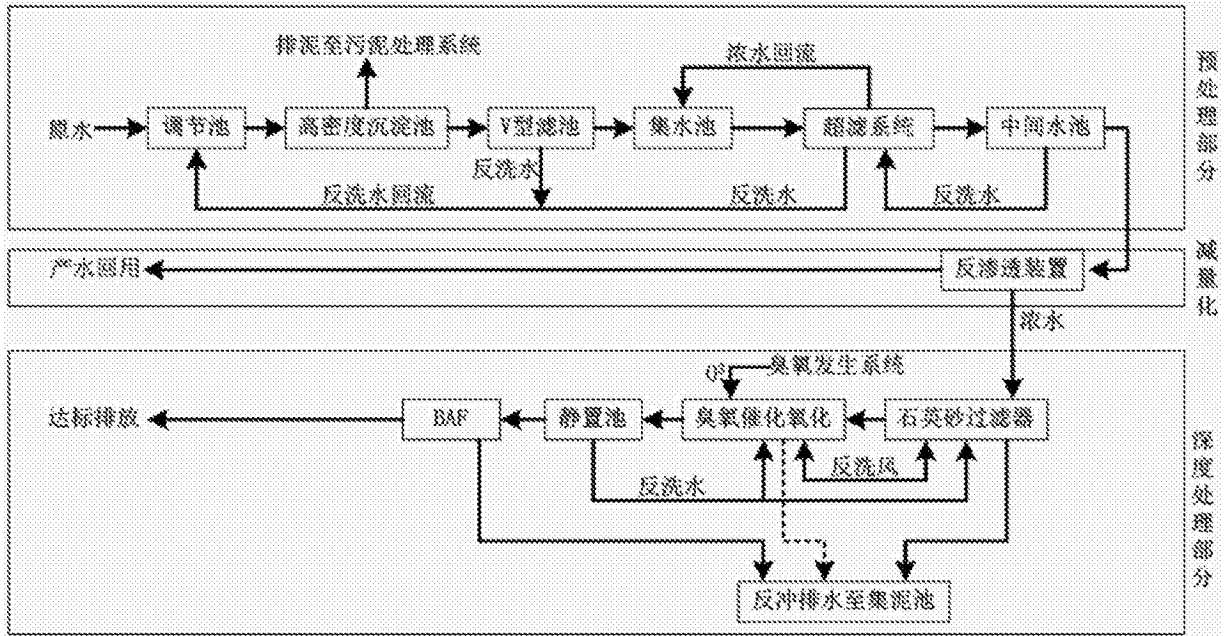 排泥至污泥处理系统
浓水回流
原水
调节池
高密度沉淀池
V型滤池
集水池
超滤系统
中间水池
反洗水
反洗水回流
反洗水
反洗水
预处理部分
产水回用
反渗透装置
减量化
浓水
O3
臭氧发生系统
达标排放
BAF
静置池
臭氧催化氧化
石英砂过滤器
反洗风
反洗水
深度处理部分
反冲排水至集泥池